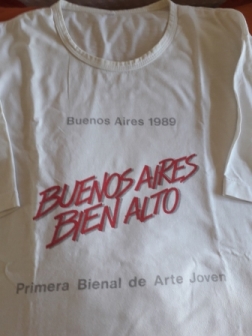 Buenos Aires 1989
BUENOS AIRES
BIEN ALTO
Primera Bienal de Arte Joven